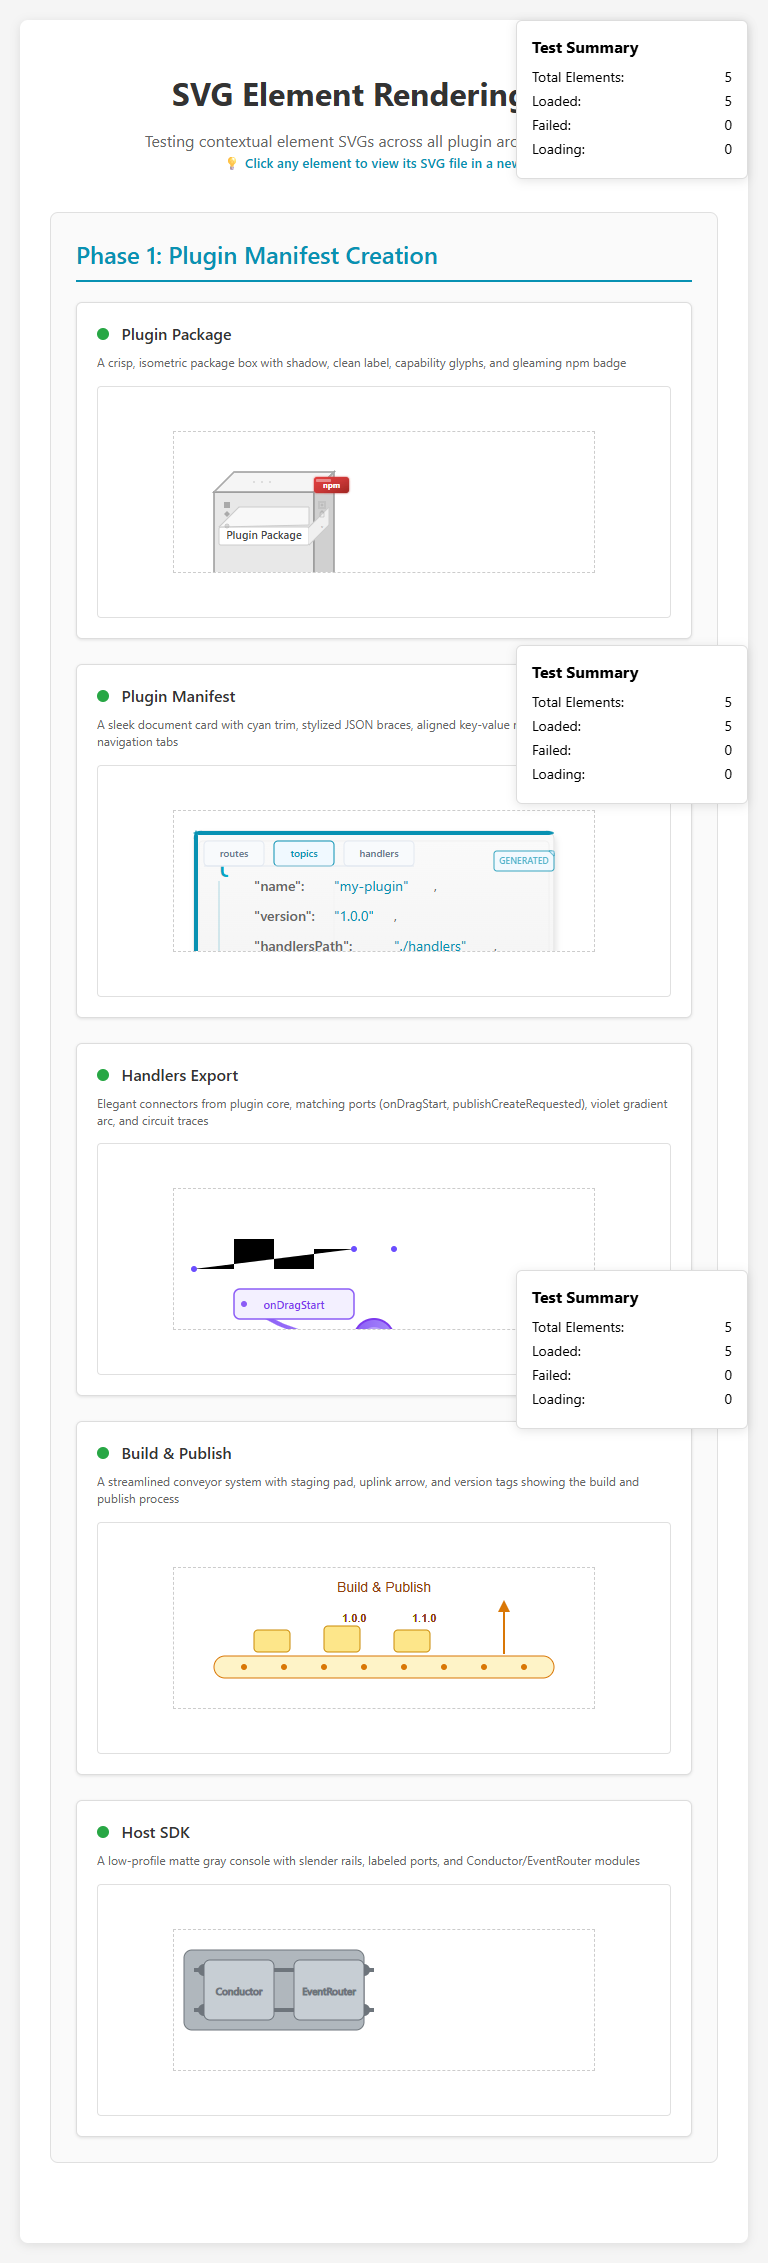 SVG Element Rendering
Testing contextual element SVGs across all plugin
💡 Click any element to view its SVG file in a new
Test Summary
Total Elements: 5
Loaded: 5
Failed: 0
Loading: 0
Phase 1: Plugin Manifest Creation
Plugin Package
A crisp, isometric package box with shadow, clean label, capability glyphs, and gleaming npm badge
npm
Plugin Package
Plugin Manifest
A sleek document card with cyan trim, stylized JSON braces, aligned key-value
navigation tabs
Test Summary
Total Elements: 5
Loaded: 5
Failed: 0
Loading: 0
routes topics handlers GENERATED
{
"name": "my-plugin" ,
"version": "1.0.0" ,
"handlersPath": "./handlers" ,
Handlers Export
Elegant connectors from plugin core, matching ports (onDragStart, publishCreateRequested), violet gradient
arc, and circuit traces
onDragStart
Test Summary
Total Elements: 5
Loaded: 5
Failed: 0
Loading: 0
Build & Publish
A streamlined conveyor system with staging pad, uplink arrow, and version tags showing the build and
publish process
Build & Publish
1.0.0 1.1.0
Host SDK
A low-profile matte gray console with slender rails, labeled ports, and Conductor/EventRouter modules
Conductor EventRouter